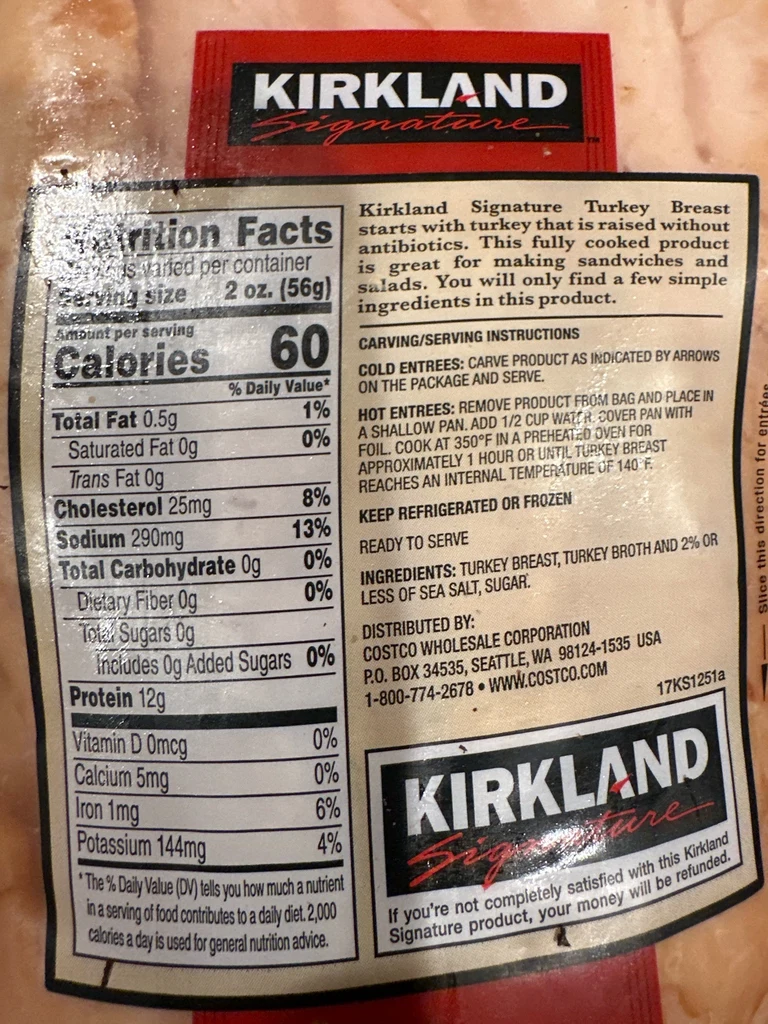 KIRKLAND
Signature™
Nutrition Facts
varied per container
Serving size 2 oz. (56g)
Amount per serving
Calories 60
% Daily Value*
Total Fat 0.5g 1%
Saturated Fat 0g 0%
Trans Fat 0g
Cholesterol 25mg 8%
Sodium 290mg 13%
Total Carbohydrate 0g 0%
Dietary Fiber 0g 0%
Total Sugars 0g
Includes 0g Added Sugars 0%
Protein 12g
Vitamin D 0mcg 0%
Calcium 5mg 0%
Iron 1mg 6%
Potassium 144mg 4%
* The % Daily Value (DV) tells you how much a nutrient
in a serving of food contributes to a daily diet. 2,000
calories a day is used for general nutrition advice.
Kirkland Signature Turkey Breast
starts with turkey that is raised without
antibiotics. This fully cooked product
is great for making sandwiches and
salads. You will only find a few simple
ingredients in this product.
CARVING/SERVING INSTRUCTIONS
COLD ENTREES: CARVE PRODUCT AS INDICATED BY ARROWS
ON THE PACKAGE AND SERVE.
HOT ENTREES: REMOVE PRODUCT FROM BAG AND PLACE IN
A SHALLOW PAN. ADD 1/2 CUP WATER. COVER PAN WITH
FOIL. COOK AT 350°F IN A PREHEATED OVEN FOR
APPROXIMATELY 1 HOUR OR UNTIL TURKEY BREAST
REACHES AN INTERNAL TEMPERATURE OF 140°F.
KEEP REFRIGERATED OR FROZEN
READY TO SERVE
INGREDIENTS: TURKEY BREAST, TURKEY BROTH AND 2% OR
LESS OF SEA SALT, SUGAR.
DISTRIBUTED BY:
COSTCO WHOLESALE CORPORATION
P.O. BOX 34535, SEATTLE, WA 98124-1535 USA
1-800-774-2678 • WWW.COSTCO.COM
17KS1251a
KIRKLAND
Signature
If you're not completely satisfied with this Kirkland
Signature product, your money will be refunded.
Slice this direction for entrées